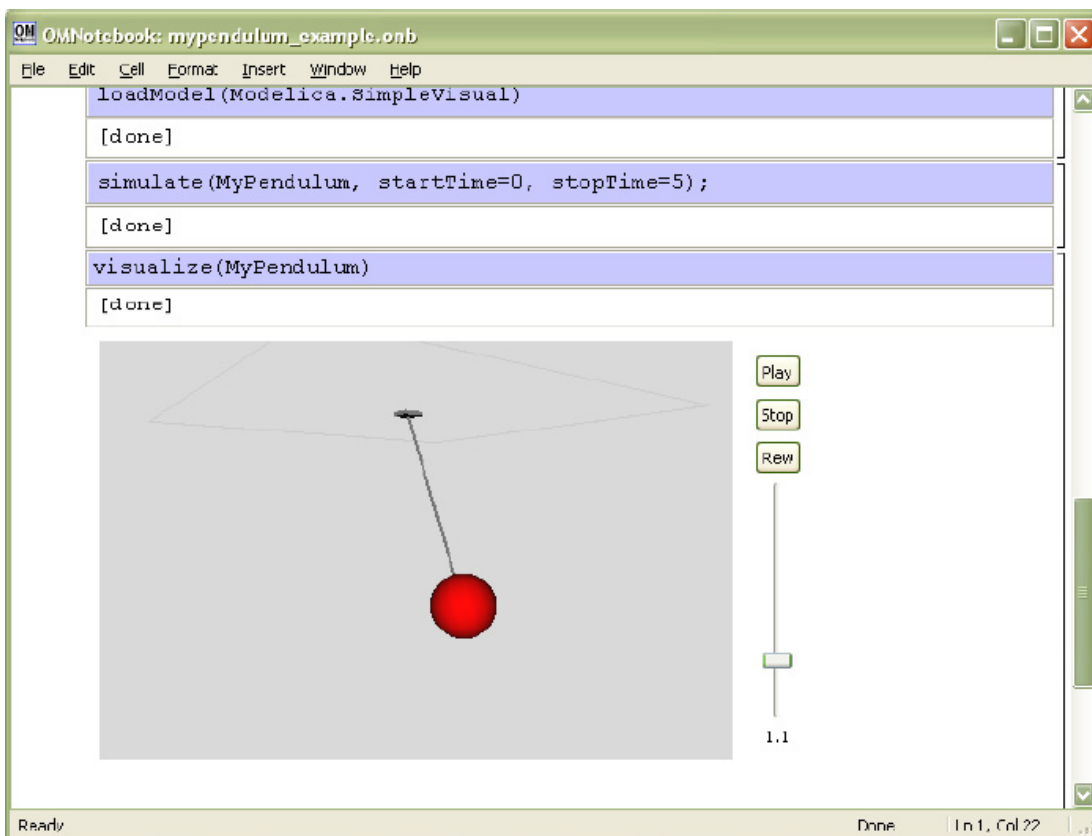 OM OMNotebook: mypendulum_example.onb
File Edit Cell Format Insert Window Help
loadModel(Modelica.SimpleVisual)
[done]
simulate(MyPendulum, startTime=0, stopTime=5);
[done]
visualize(MyPendulum)
[done]
Play
Stop
Rew
1.1
Ready Done Ln 1, Col 22